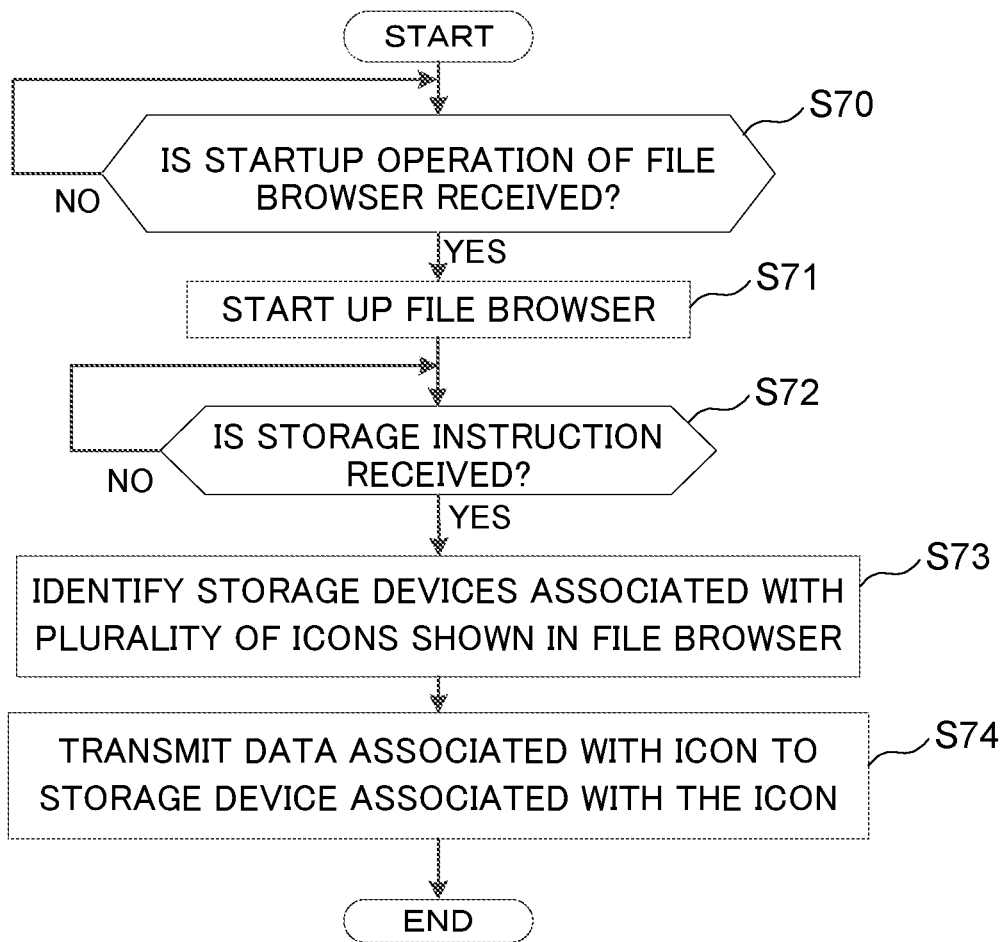 START
S70
IS STARTUP OPERATION OF FILE
BROWSER RECEIVED?
NO
YES
S71
START UP FILE BROWSER
S72
IS STORAGE INSTRUCTION
RECEIVED?
NO
YES
S73
IDENTIFY STORAGE DEVICES ASSOCIATED WITH
PLURALITY OF ICONS SHOWN IN FILE BROWSER
S74
TRANSMIT DATA ASSOCIATED WITH ICON TO
STORAGE DEVICE ASSOCIATED WITH THE ICON
END